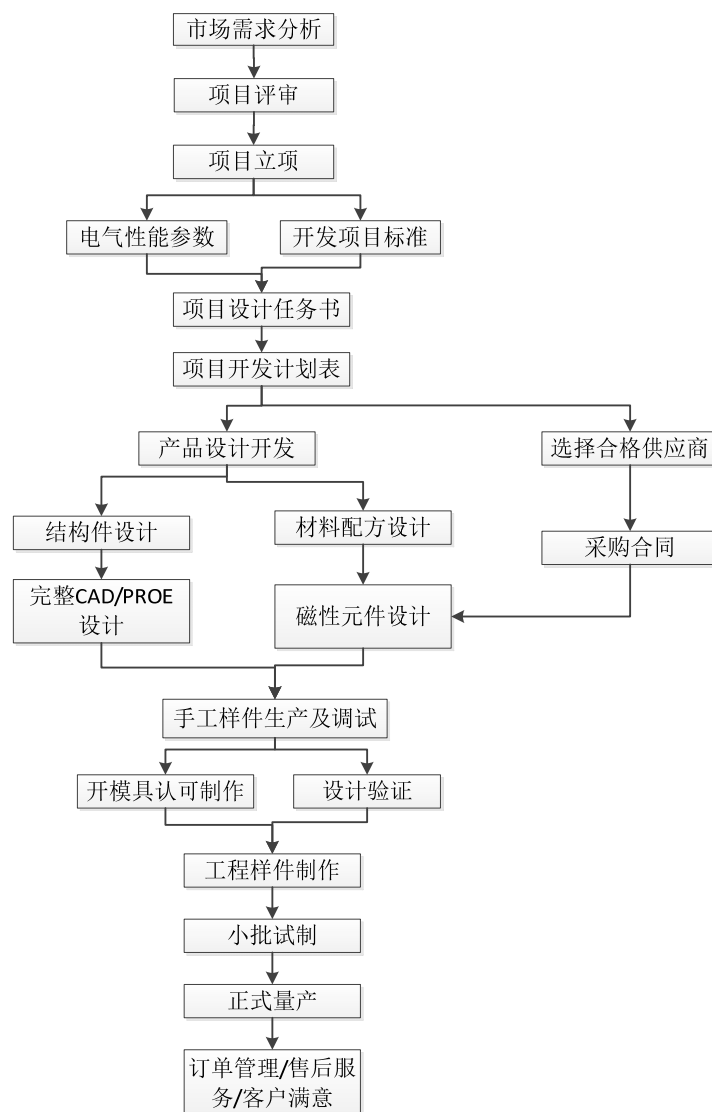 市场需求分析
项目评审
项目立项
电气性能参数
开发项目标准
项目设计任务书
项目开发计划表
产品设计开发
选择合格供应商
结构件设计
材料配方设计
采购合同
完整CAD/PROE
设计
磁性元件设计
手工样件生产及调试
开模具认可制作
设计验证
工程样件制作
小批试制
正式量产
订单管理/售后服
务/客户满意